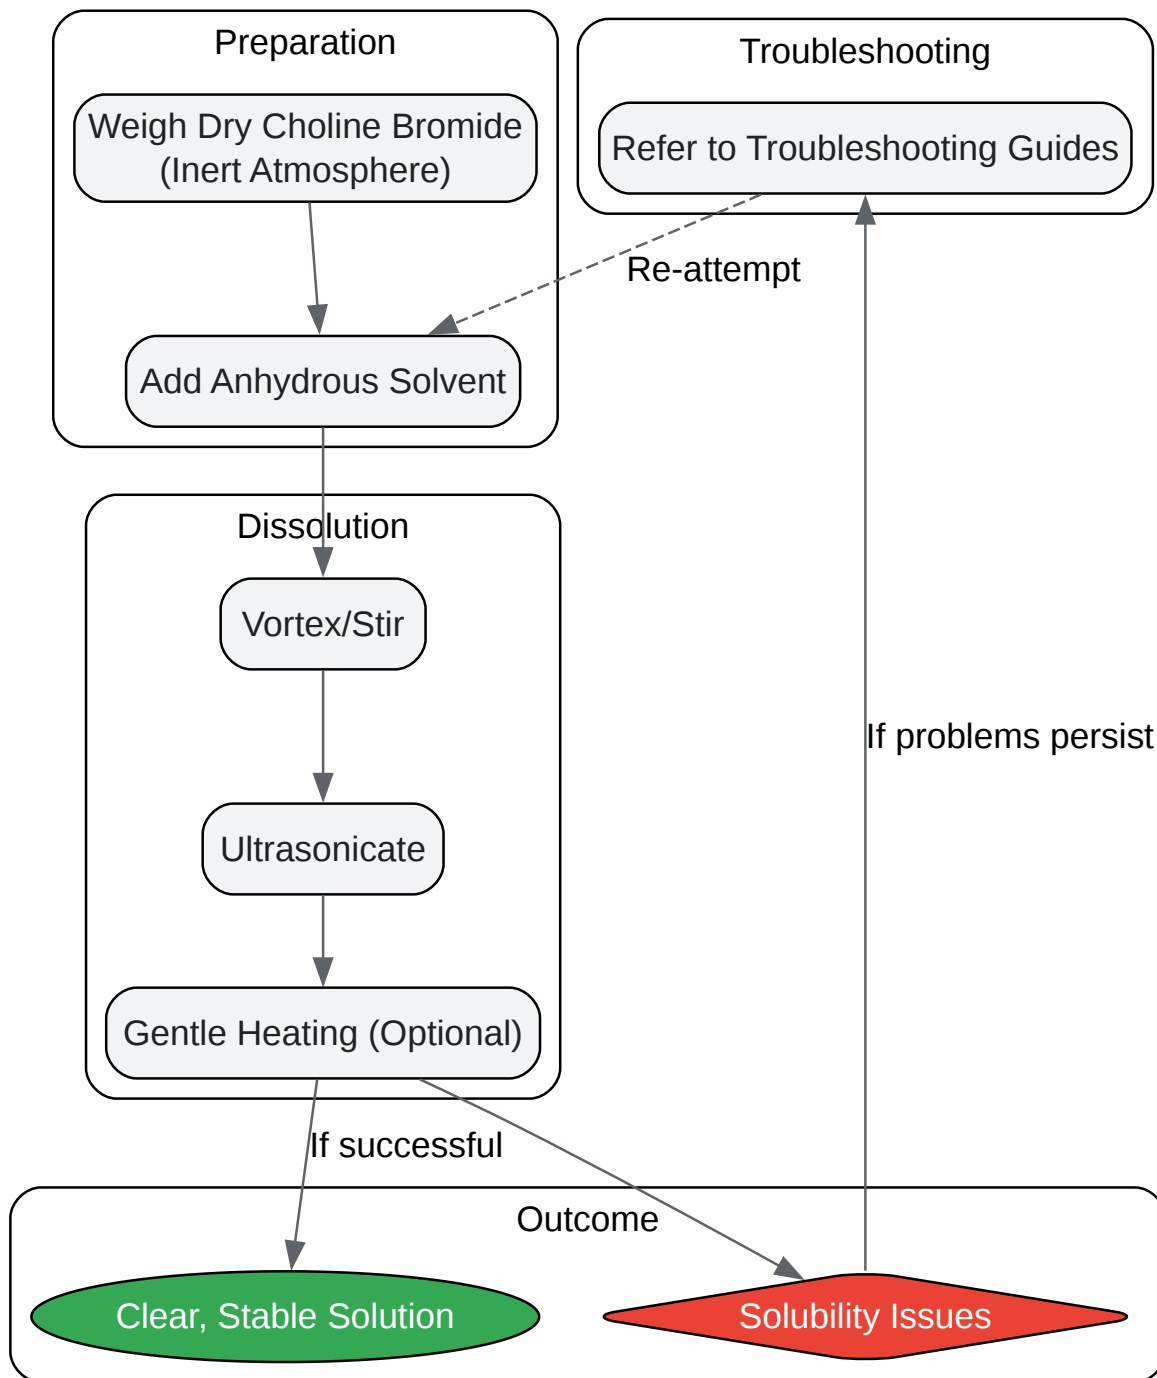 Preparation
Troubleshooting
Weigh Dry Choline Bromide
(Inert Atmosphere)
Refer to Troubleshooting Guides
Re-attempt
Add Anhydrous Solvent
Dissolution
Vortex/Stir
If problems persist
Ultrasonicate
Gentle Heating (Optional)
If successful
Outcome
Clear, Stable Solution
Solubility Issues